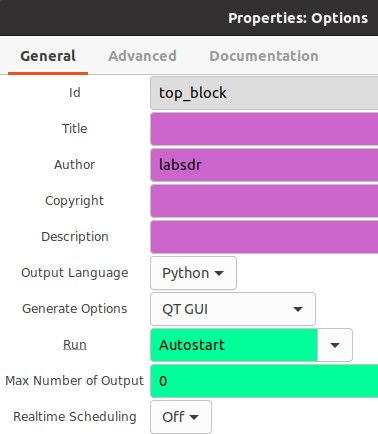 Properties: Options
General Advanced Documentation
Id top_block
Title
Author labsdr
Copyright
Description
Output Language Python
Generate Options QT GUI
Run Autostart
Max Number of Output 0
Realtime Scheduling Off